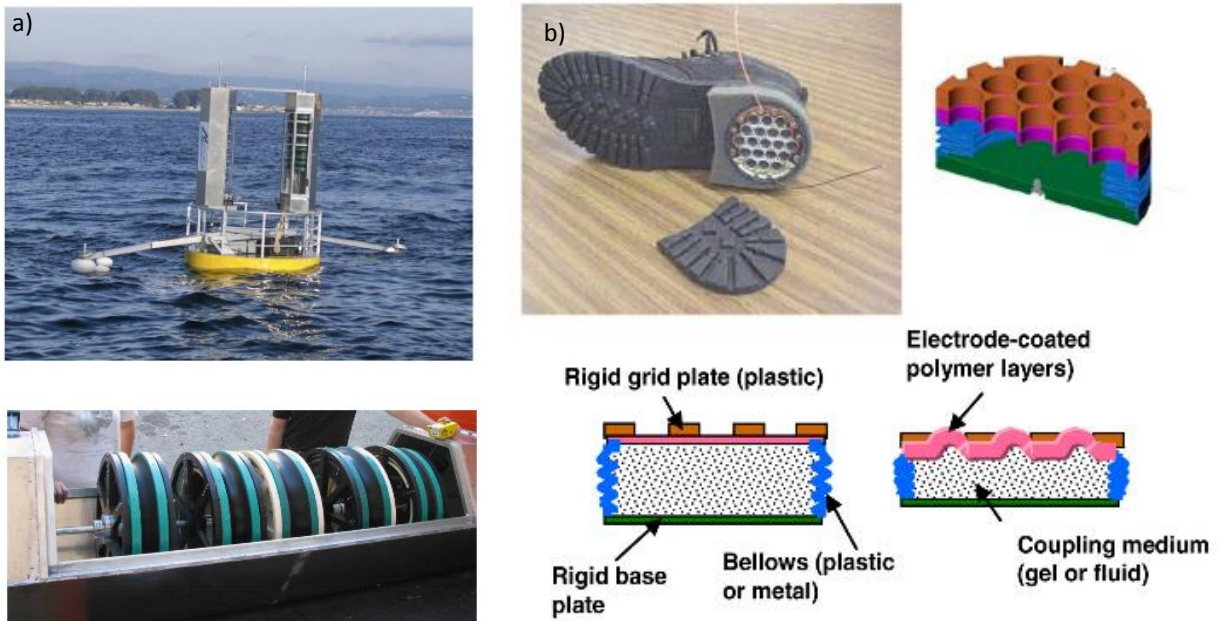 a)
b)
Electrode-coated
polymer layers)
Rigid grid plate (plastic)
Rigid base
plate
Bellows (plastic
or metal)
Coupling medium
(gel or fluid)